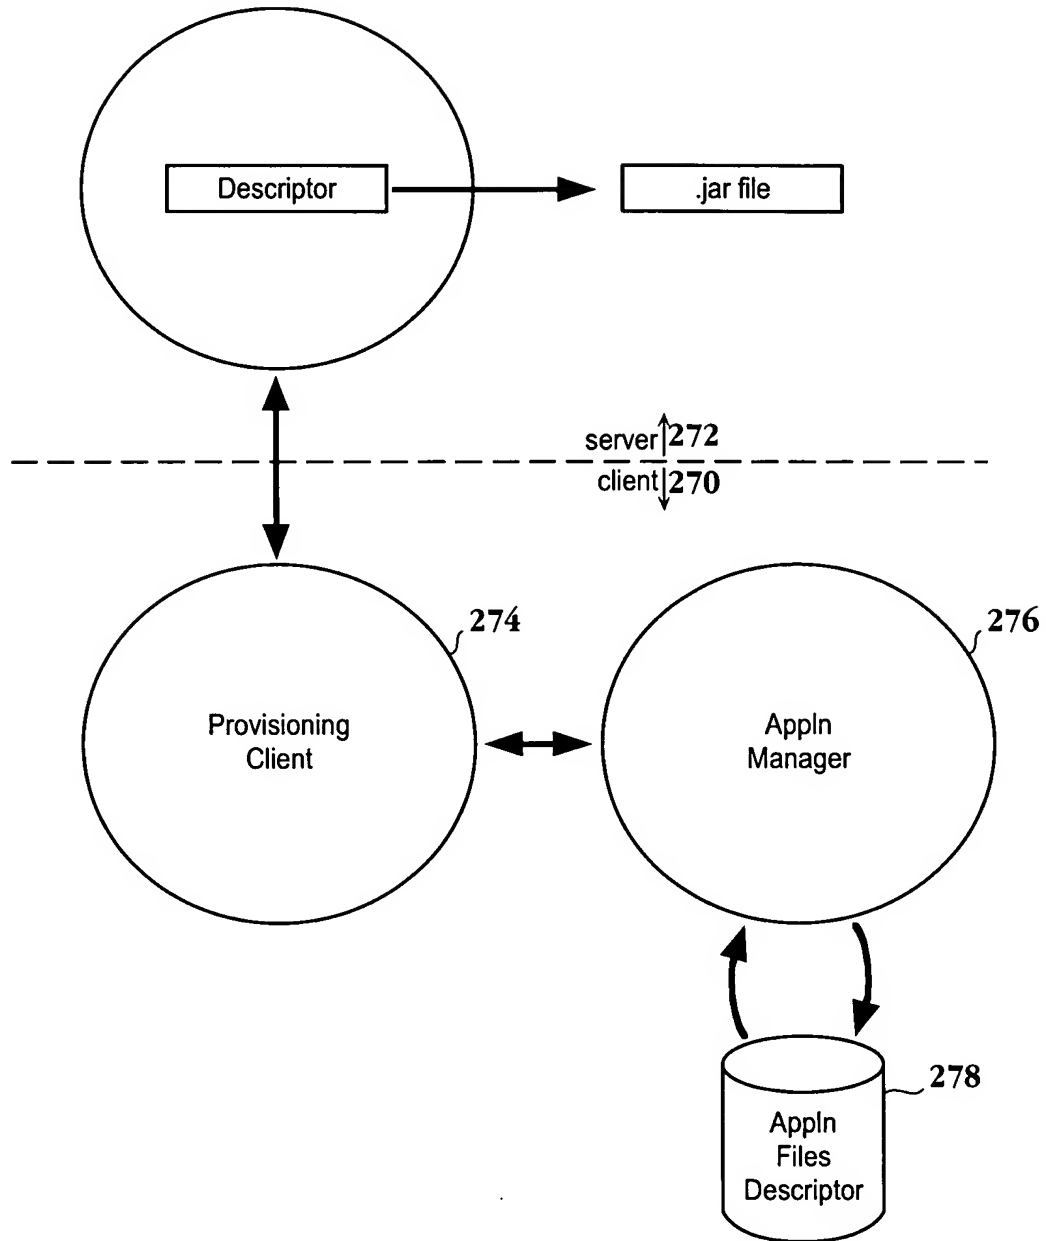 Descriptor
.jar file
server 272
client 270
274
276
Provisioning
Client
Appln
Manager
278
Appln
Files
Descriptor